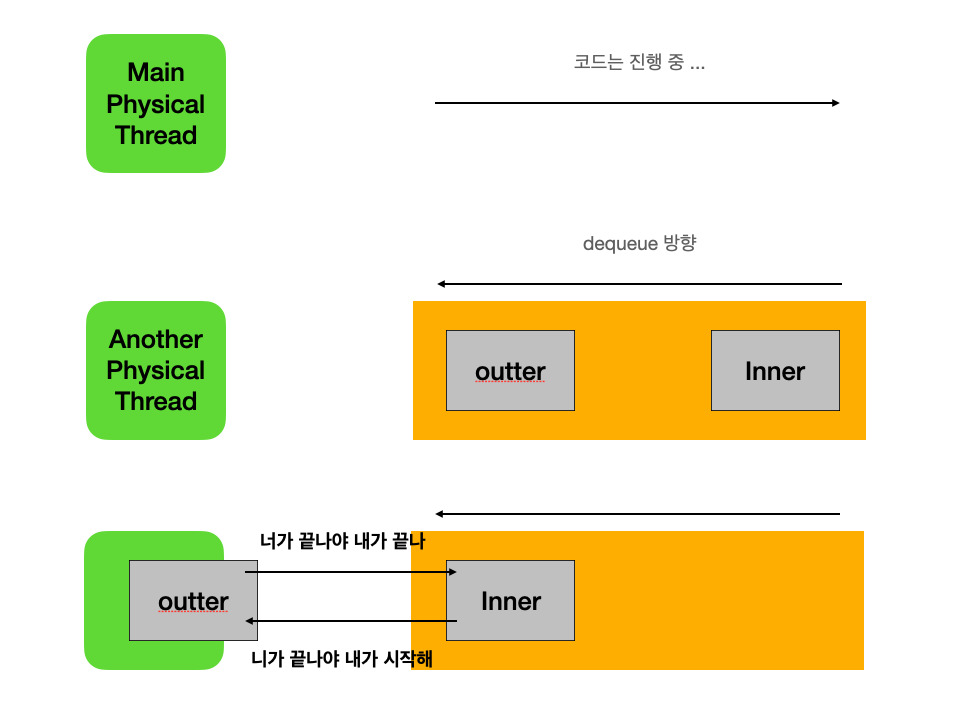 Main
Physical
Thread
코드는 진행 중 ...
dequeue 방향
Another
Physical
Thread
outter
Inner
너가 끝나야 내가 끝나
outter
Inner
니가 끝나야 내가 시작해